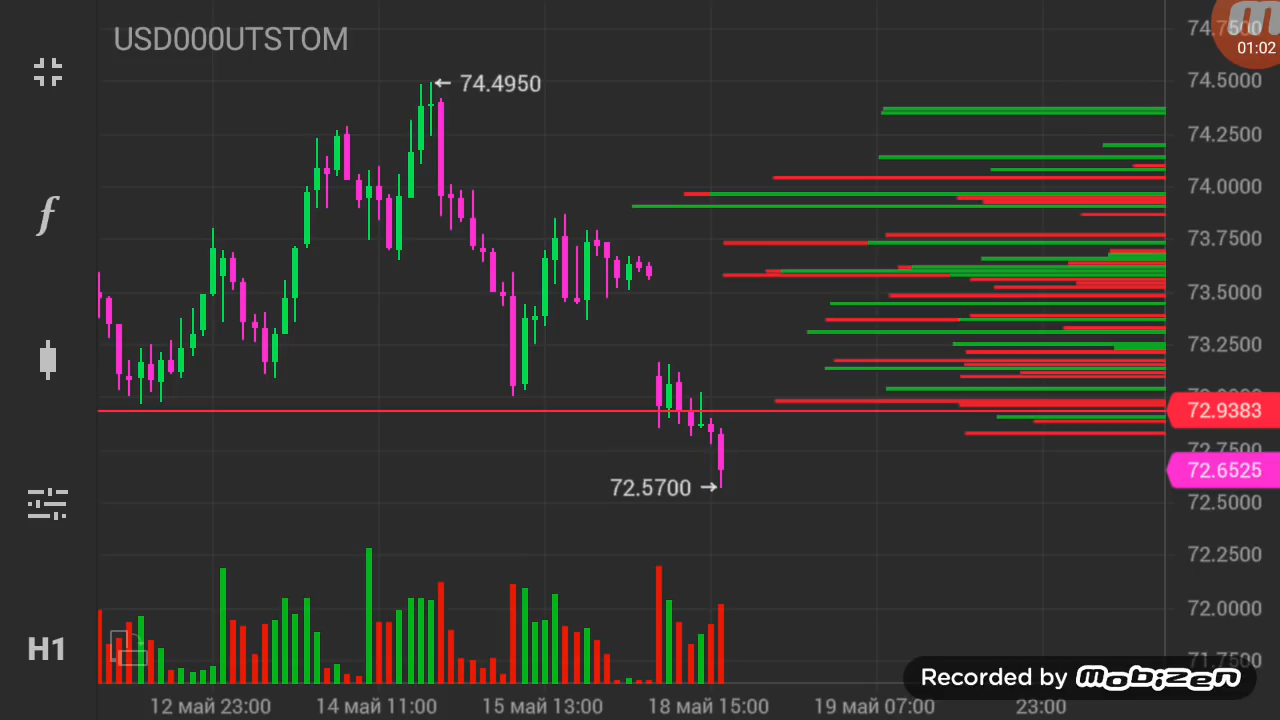 USD000UTSTOM
01:02
← 74.4950
74.7500
74.5000
74.2500
74.0000
73.7500
73.5000
73.2500
72.9383
72.7500
72.6525
72.5700 →
72.5000
72.2500
72.0000
71.7500
f
H1
Recorded by Mobizen
12 май 23:00
14 май 11:00
15 май 13:00
18 май 15:00
19 май 07:00
23:00